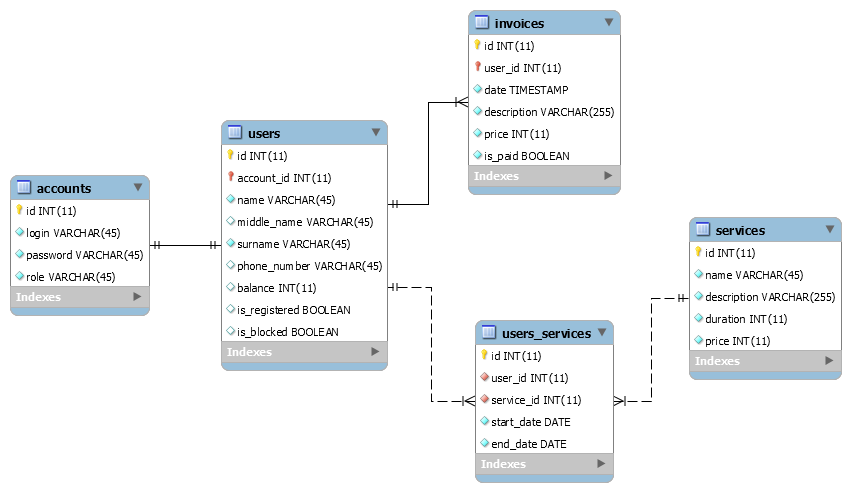 invoices
id INT(11)
user_id INT(11)
date TIMESTAMP
description VARCHAR(255)
price INT(11)
is_paid BOOLEAN
Indexes
users
id INT(11)
account_id INT(11)
name VARCHAR(45)
middle_name VARCHAR(45)
surname VARCHAR(45)
phone_number VARCHAR(45)
balance INT(11)
is_registered BOOLEAN
is_blocked BOOLEAN
Indexes
accounts
id INT(11)
login VARCHAR(45)
password VARCHAR(45)
role VARCHAR(45)
Indexes
services
id INT(11)
name VARCHAR(45)
description VARCHAR(255)
duration INT(11)
price INT(11)
Indexes
users_services
id INT(11)
user_id INT(11)
service_id INT(11)
start_date DATE
end_date DATE
Indexes